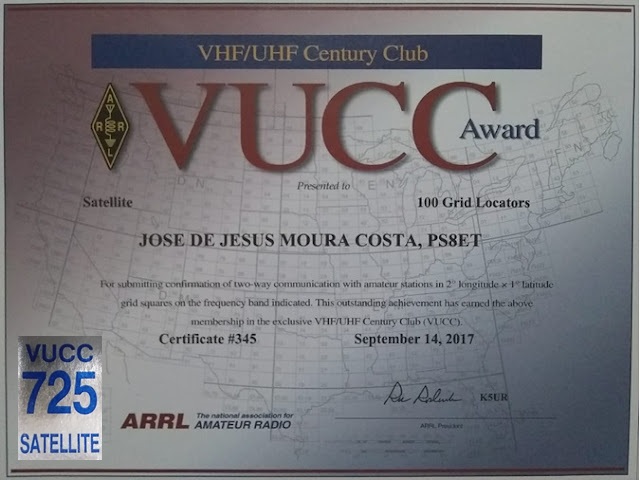 VHF/UHF Century Club
VUCC Award
A
R R
L
Presented to
Satellite 100 Grid Locators
JOSE DE JESUS MOURA COSTA, PS8ET
For submitting confirmation of two-way communication with amateur stations in 2° longitude × 1° latitude
grid squares on the frequency band indicated. This outstanding achievement has earned the above
membership in the exclusive VHF/UHF Century Club (VUCC).
Certificate #345 September 14, 2017
VUCC
725
SATELLITE
K5UR
ARRL The national association for
AMATEUR RADIO
ARRL President